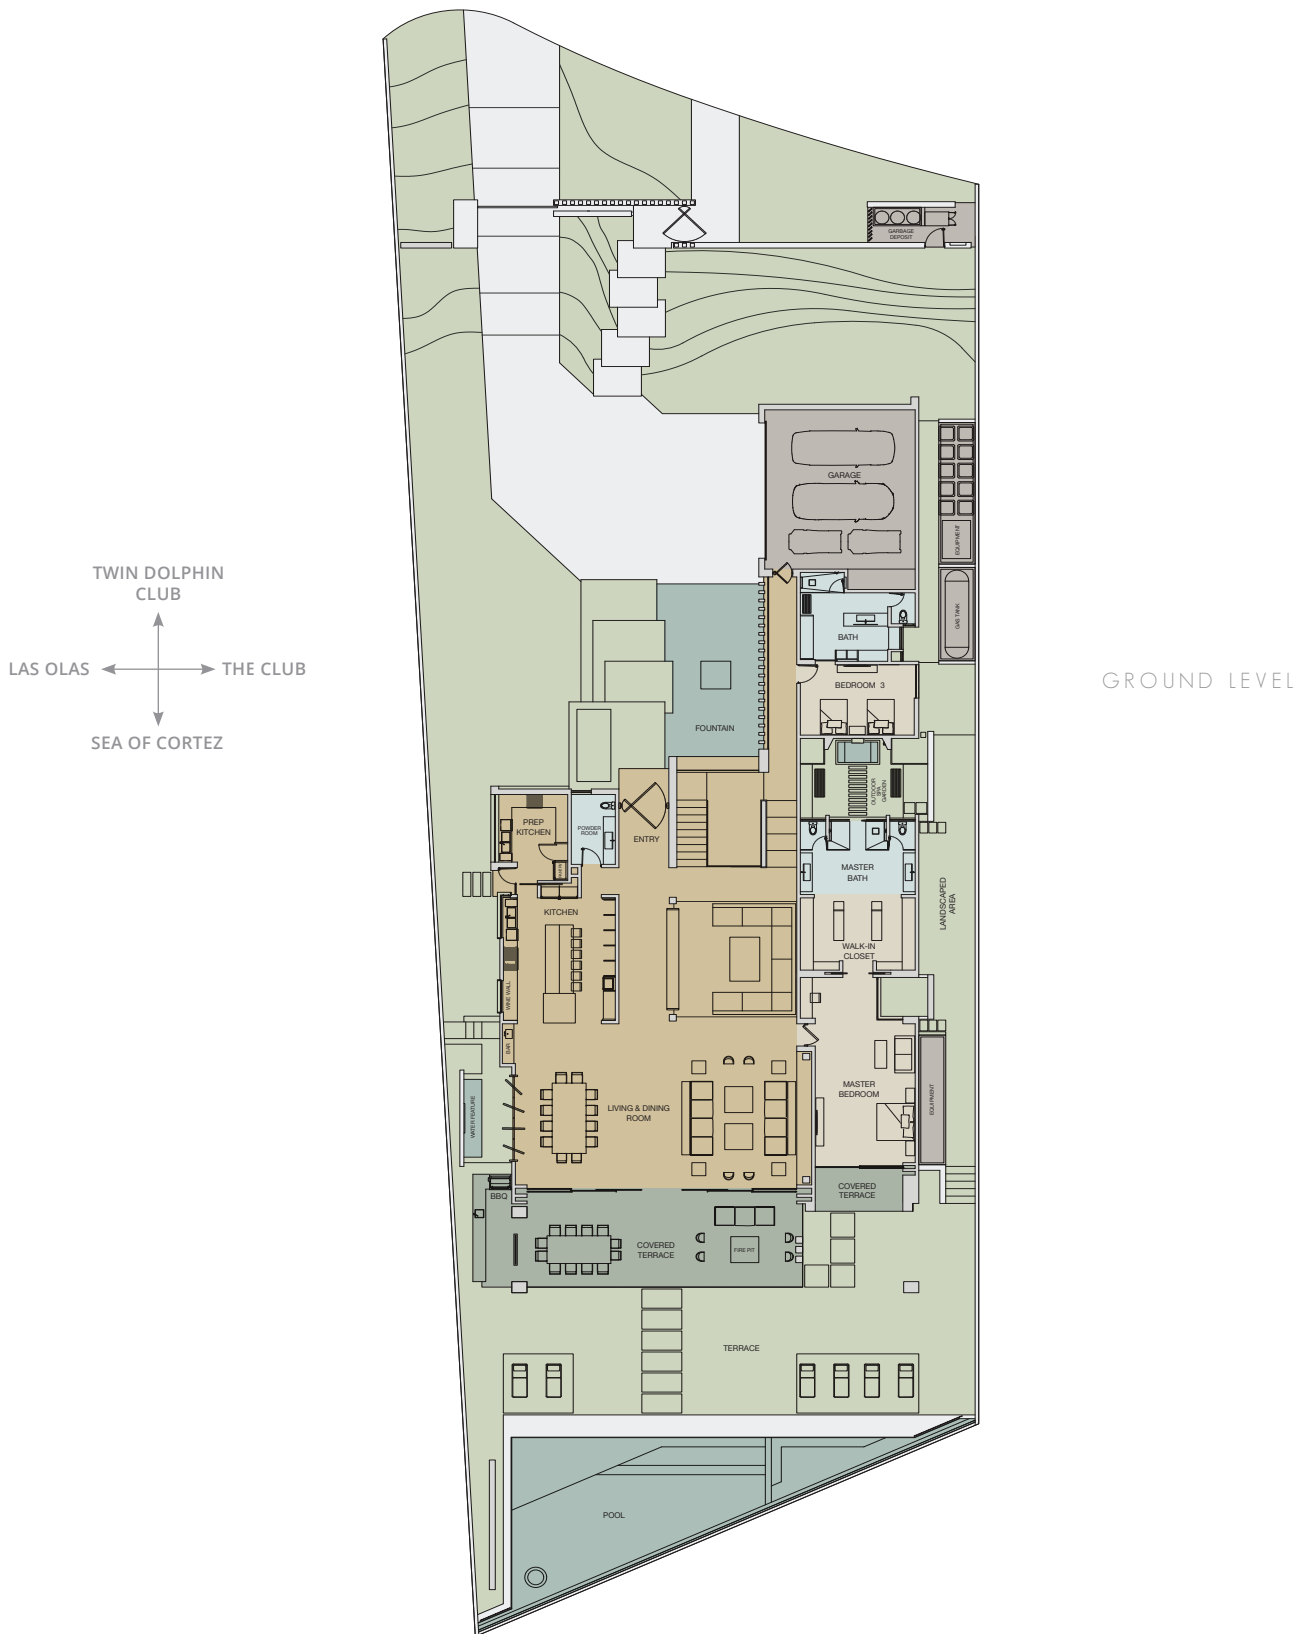 GARBAGE
DEPOSIT
GARAGE
EQUIPMENT
TWIN DOLPHIN
CLUB
GAS TANK
BATH
LAS OLAS
THE CLUB
GROUND LEVEL
BEDROOM 3
FOUNTAIN
SEA OF CORTEZ
OUTDOOR
SPA
GARDEN
PREP
KITCHEN
POWDER
ROOM
ENTRY
MASTER
BATH
LANDSCAPED
AREA
KITCHEN
WALK-IN
CLOSET
WINE WALL
BAR
MASTER
BEDROOM
EQUIPMENT
WATER FEATURE
LIVING & DINING
ROOM
COVERED
TERRACE
BBQ
COVERED
TERRACE
FIRE PIT
TERRACE
POOL